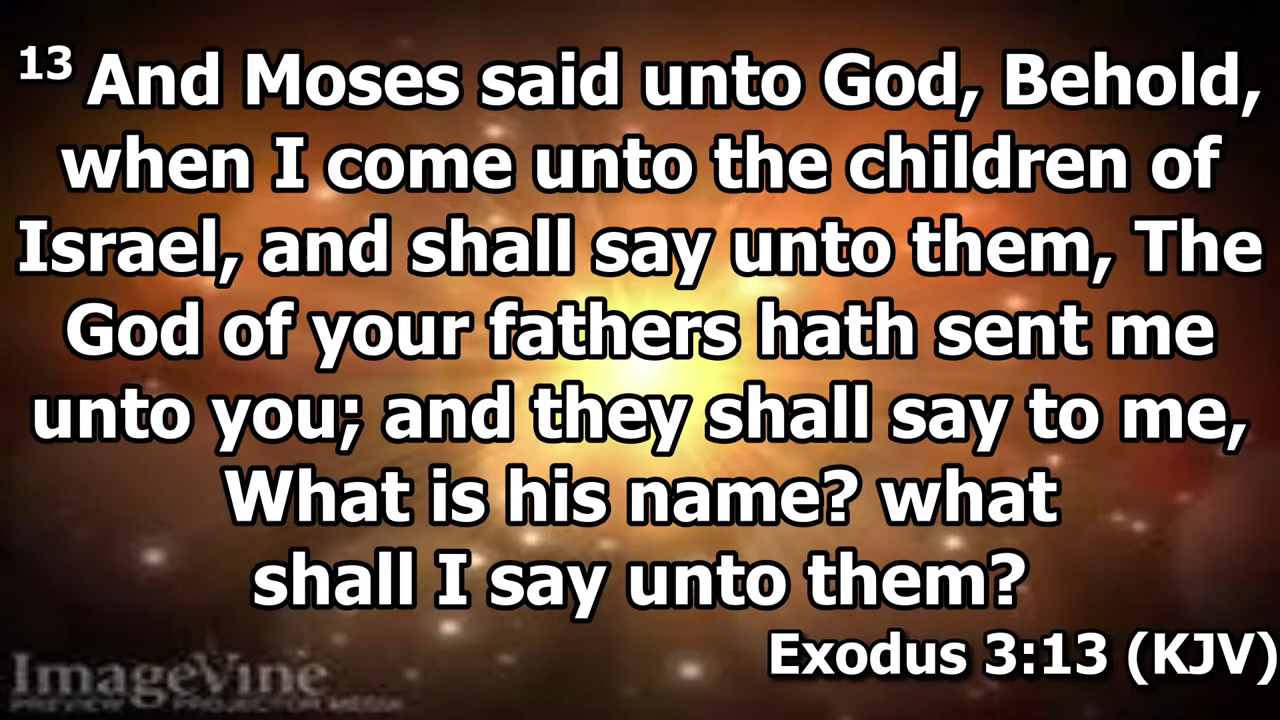 13 And Moses said unto God, Behold,
when I come unto the children of
Israel, and shall say unto them, The
God of your fathers hath sent me
unto you; and they shall say to me,
What is his name? what
shall I say unto them?
Exodus 3:13 (KJV)
ImageVine
PREVIEW PROJECTOR MEDIA